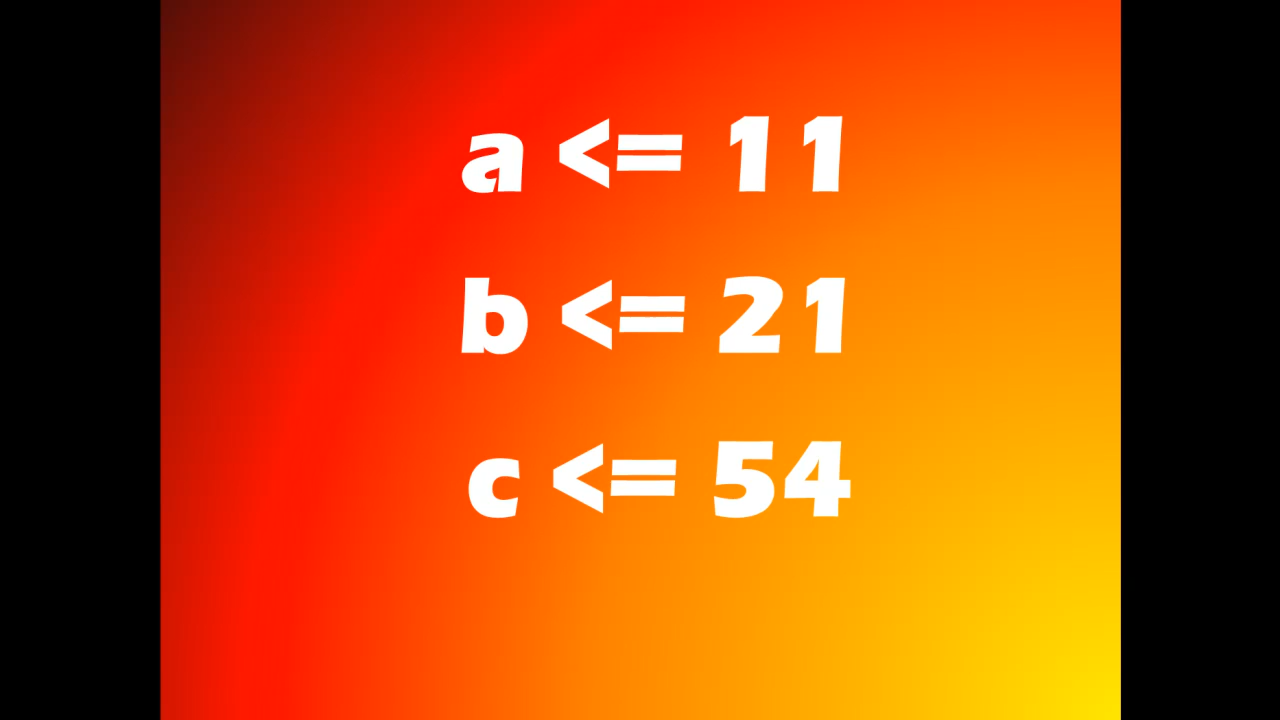 a <= 11
b <= 21
c <= 54